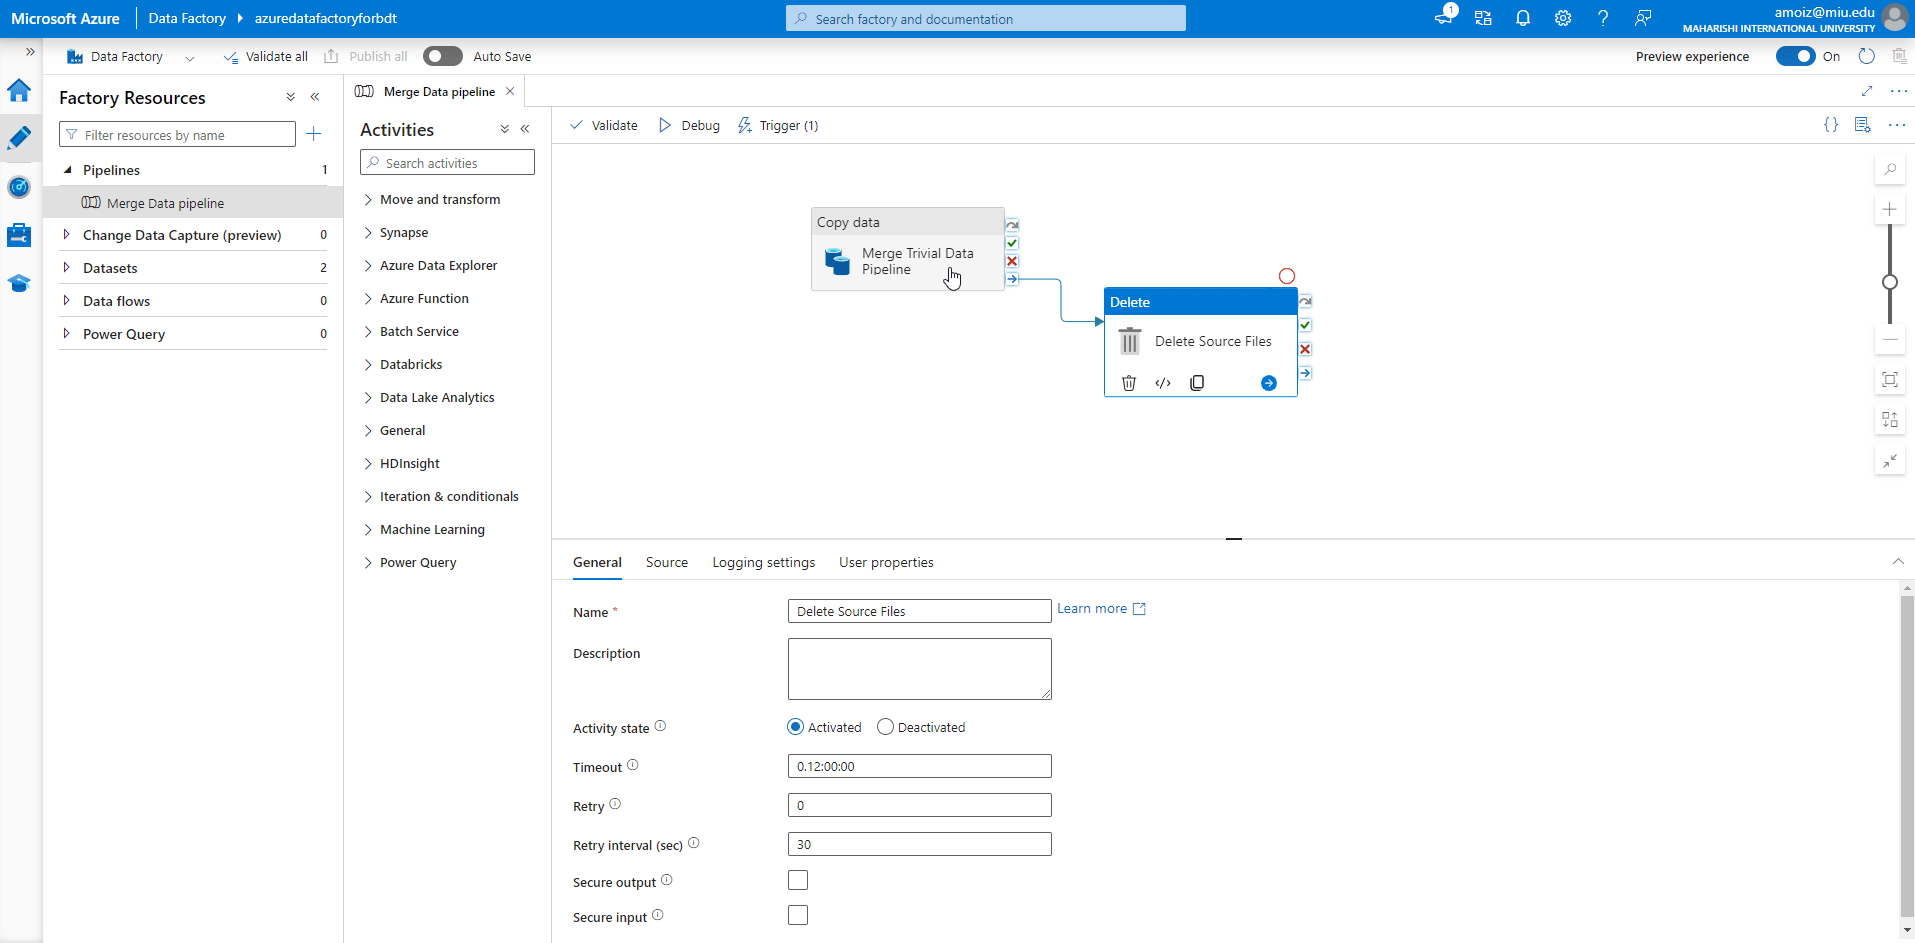 Microsoft Azure
Data Factory
azuredatafactoryforbdt
Search factory and documentation
1
amoiz@miu.edu
MAHARISHI INTERNATIONAL UNIVERSITY
Data Factory
Validate all
Publish all
Auto Save
Preview experience
On
Factory Resources
Filter resources by name
Pipelines
1
Merge Data pipeline
Change Data Capture (preview)
0
Datasets
2
Data flows
0
Power Query
0
Merge Data pipeline
Activities
Search activities
Move and transform
Synapse
Azure Data Explorer
Azure Function
Batch Service
Databricks
Data Lake Analytics
General
HDInsight
Iteration & conditionals
Machine Learning
Power Query
Validate
Debug
Trigger (1)
Copy data
Merge Trivial Data
Pipeline
Delete
Delete Source Files
General
Source
Logging settings
User properties
Name *
Delete Source Files
Learn more
Description
Activity state
Activated
Deactivated
Timeout
0.12:00:00
Retry
0
Retry interval (sec)
30
Secure output
Secure input